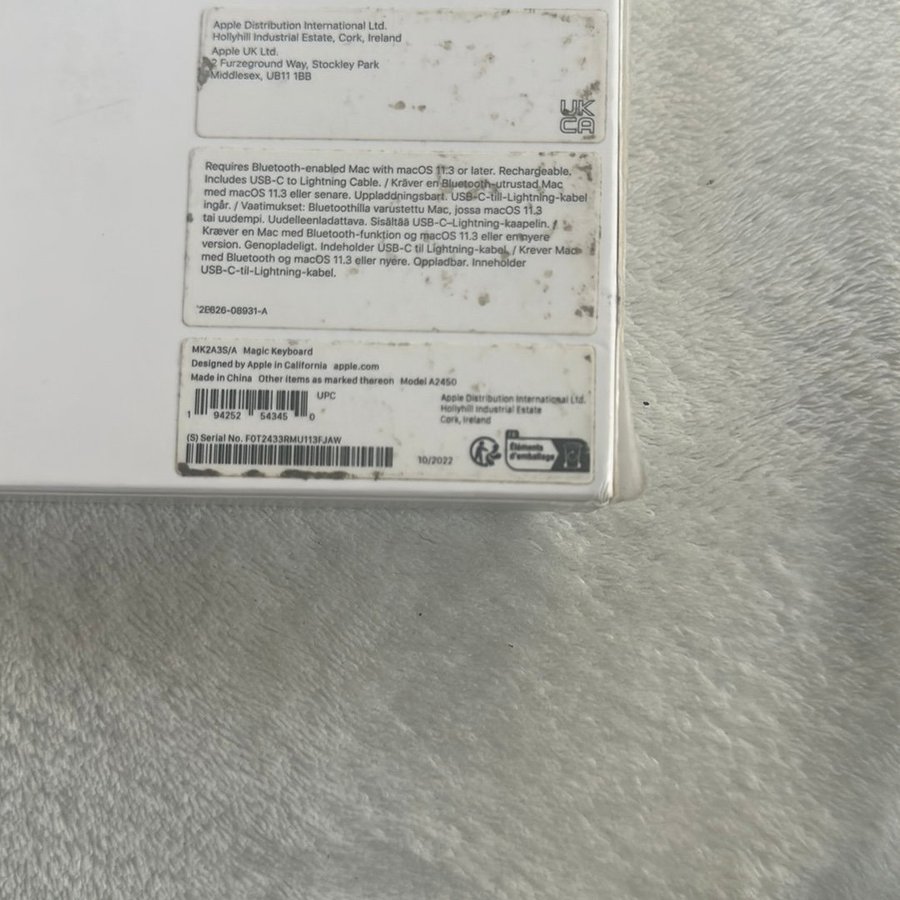 Apple Distribution International Ltd.
Hollyhill Industrial Estate, Cork, Ireland
Apple UK Ltd.
2 Furzeground Way, Stockley Park
Middlesex, UB11 1BB
UK
CA
Requires Bluetooth-enabled Mac with macOS 11.3 or later. Rechargeable.
Includes USB-C to Lightning Cable. / Kräver en Bluetooth-utrustad Mac
med macOS 11.3 eller senare. Uppladdningsbart. USB-C-till-Lightning-kabel
ingår. / Vaatimukset: Bluetoothilla varustettu Mac, jossa macOS 11.3
tai uudempi. Uudelleenladattava. Sisältää USB-C–Lightning-kaapelin. /
Kræver en Mac med Bluetooth-funktion og macOS 11.3 eller en nyere
version. Genopladeligt. Indeholder USB-C til Lightning-kabel. / Krever Mac
med Bluetooth og macOS 11.3 eller nyere. Oppladbar. Inneholder
USB-C-til-Lightning-kabel.
MK2A3S/A Magic Keyboard
Designed by Apple in California apple.com
Made in China Other items as marked thereon Model A2450
UPC
1 94252 54345 0
Apple Distribution International Ltd.
Hollyhill Industrial Estate
Cork, Ireland
(S) Serial No. F0T2433RMU113FJAW
10/2022
FR
Éléments
d'emballage